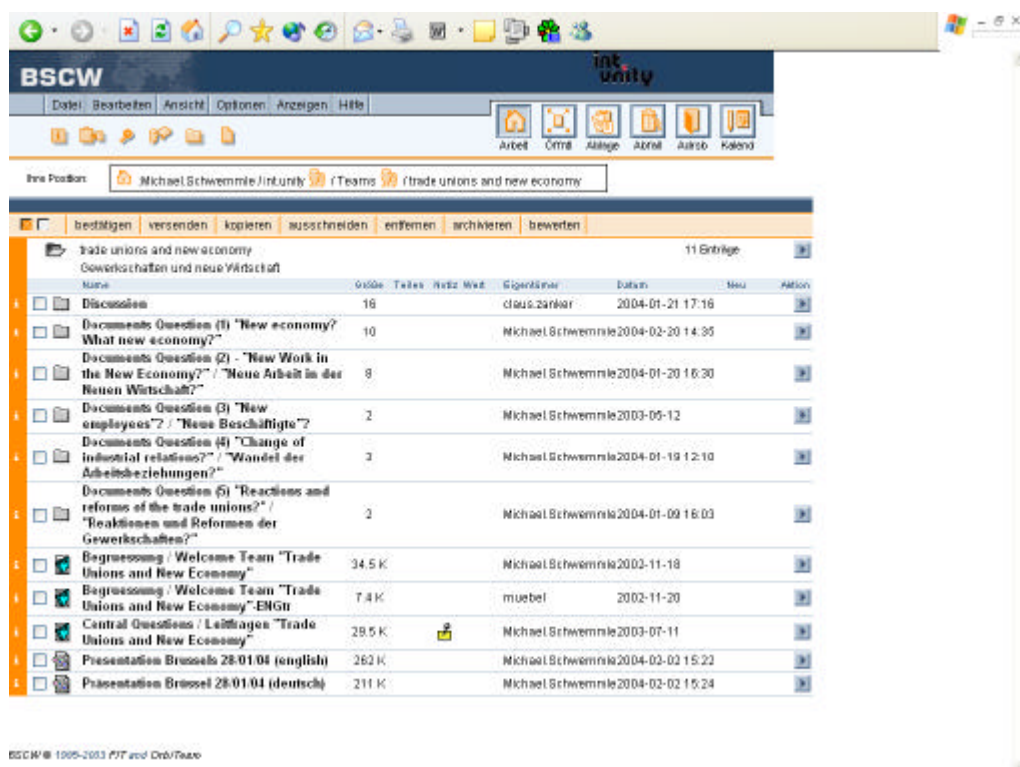 BSCW
int.unity
Datei Bearbeiten Ansicht Optionen Anzeigen Hilfe
Arbeit Öffntl Ablage Abfall Adrsb Kalend
Ihre Position: :Michael.Schwemmle / int.unity / Teams / trade unions and new economy
bestätigen versenden kopieren ausschneiden entfernen archivieren bewerten
trade unions and new economy 11 Einträge
Gewerkschaften und neue Wirtschaft
Name Größe Teilen Notiz Wert Eigentümer Datum Neu Aktion
Discussion 16 claus.zanker 2004-01-21 17:16
Documents Question (1) "New economy?
What new economy?" 10 Michael.Schwemmle 2004-02-20 14:35
Documents Question (2) - "New Work in
the New Economy?" / "Neue Arbeit in der
Neuen Wirtschaft?" 8 Michael.Schwemmle 2004-01-20 16:30
Documents Question (3) "New
employees"? / "Neue Beschäftigte"? 2 Michael.Schwemmle 2003-05-12
Documents Question (4) "Change of
industrial relations?" / "Wandel der
Arbeitsbeziehungen?" 3 Michael.Schwemmle 2004-01-19 12:10
Documents Question (5) "Reactions and
reforms of the trade unions?" /
"Reaktionen und Reformen der
Gewerkschaften?" 2 Michael.Schwemmle 2004-01-09 16:03
Begruessung / Welcome Team "Trade
Unions and New Economy" 34.5 K Michael.Schwemmle 2002-11-18
Begruessung / Welcome Team "Trade
Unions and New Economy"-ENGtr 7.4 K muebel 2002-11-20
Central Questions / Leitfragen "Trade
Unions and New Economy" 29.5 K Michael.Schwemmle 2003-07-11
Presentation Brussels 28/01/04 (english) 262 K Michael.Schwemmle 2004-02-02 15:22
Präsentation Brüssel 28/01/04 (deutsch) 211 K Michael.Schwemmle 2004-02-02 15:24
BSCW © 1995-2003 FIT and OrbiTeam